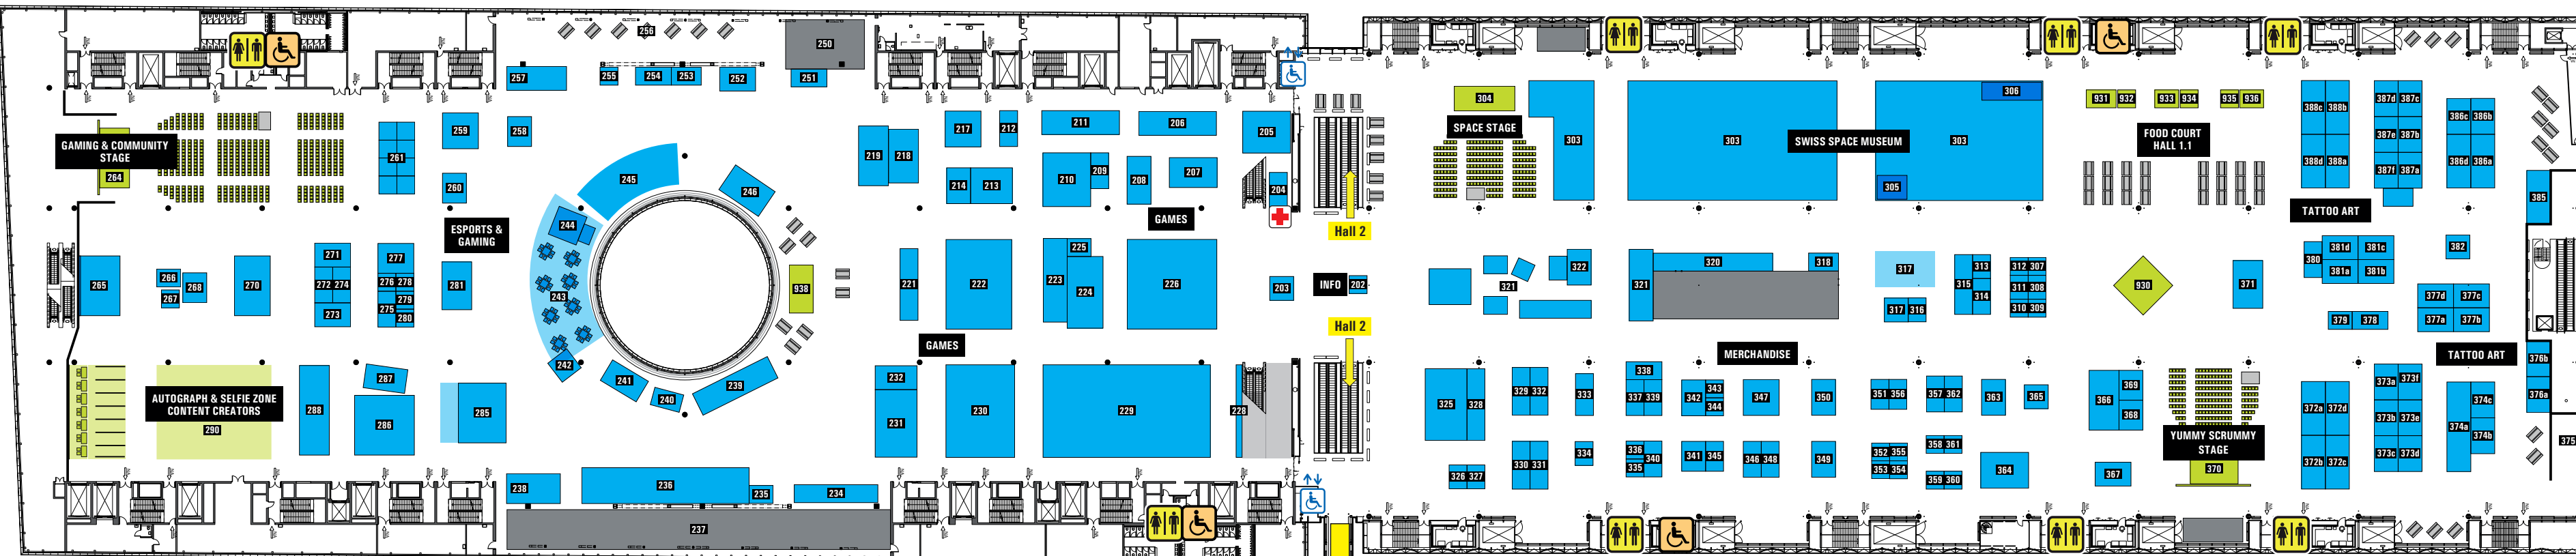 256
250
257
255
254
253
252
251
304
306
931
932
933
934
935
936
388c
388b
387d
387c
386c
386b
259
258
217
212
211
206
205
SPACE STAGE
303
303
SWISS SPACE MUSEUM
303
FOOD COURT
HALL 1.1
387e
387b
GAMING & COMMUNITY
STAGE
261
219
218
388d
388a
386d
386a
264
245
210
209
208
207
387f
387a
260
246
214
213
204
305
385
244
GAMES
TATTOO ART
ESPORTS &
GAMING
Hall 2
271
277
225
381d
381c
382
380
320
318
322
317
313
312
307
266
381a
381b
265
268
270
272
274
276
278
281
938
221
222
223
224
226
203
INFO
202
321
321
315
314
311
308
930
371
267
243
279
377d
377c
273
275
280
317
316
310
309
Hall 2
379
378
377a
377b
GAMES
MERCHANDISE
TATTOO ART
376b
242
287
241
239
232
338
373a
373f
240
329
332
333
337
339
342
343
344
347
350
351
356
357
362
363
365
369
366
368
376a
AUTOGRAPH & SELFIE ZONE
CONTENT CREATORS
290
288
286
285
231
230
229
228
325
328
372a
372d
373b
373e
374c
374a
374b
YUMMY SCRUMMY
STAGE
370
375
334
336
335
340
341
345
346
348
349
352
355
358
361
353
354
364
359
360
367
326
327
330
331
372b
372c
373c
373d
238
236
235
234
237